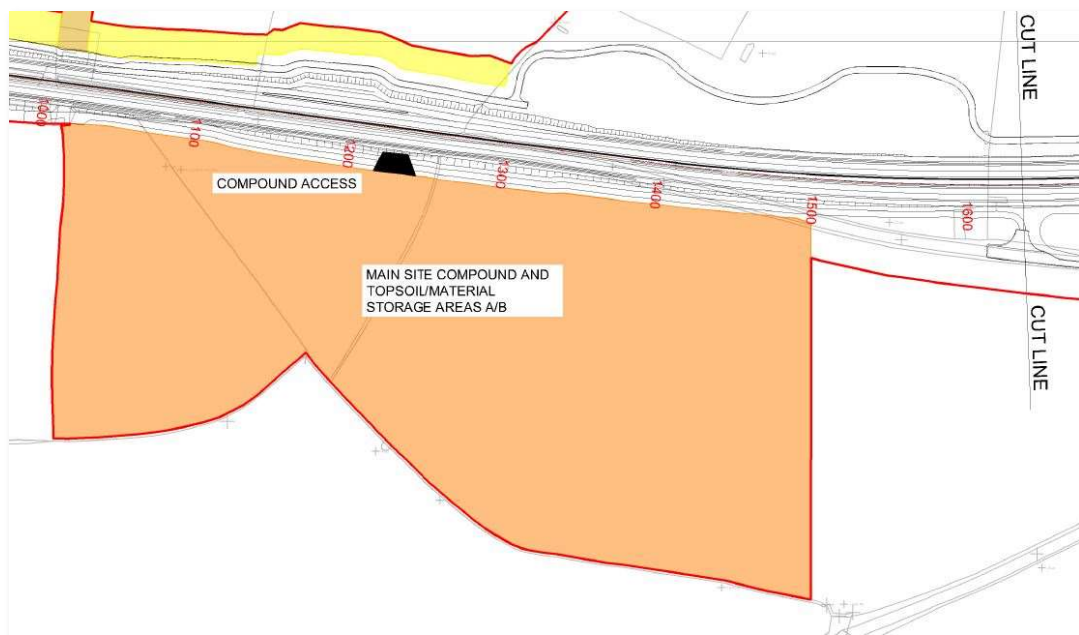 CUT LINE
1000
1100
1200
1300
1400
1500
1600
COMPOUND ACCESS
MAIN SITE COMPOUND AND
TOPSOIL/MATERIAL
STORAGE AREAS A/B
CUT LINE